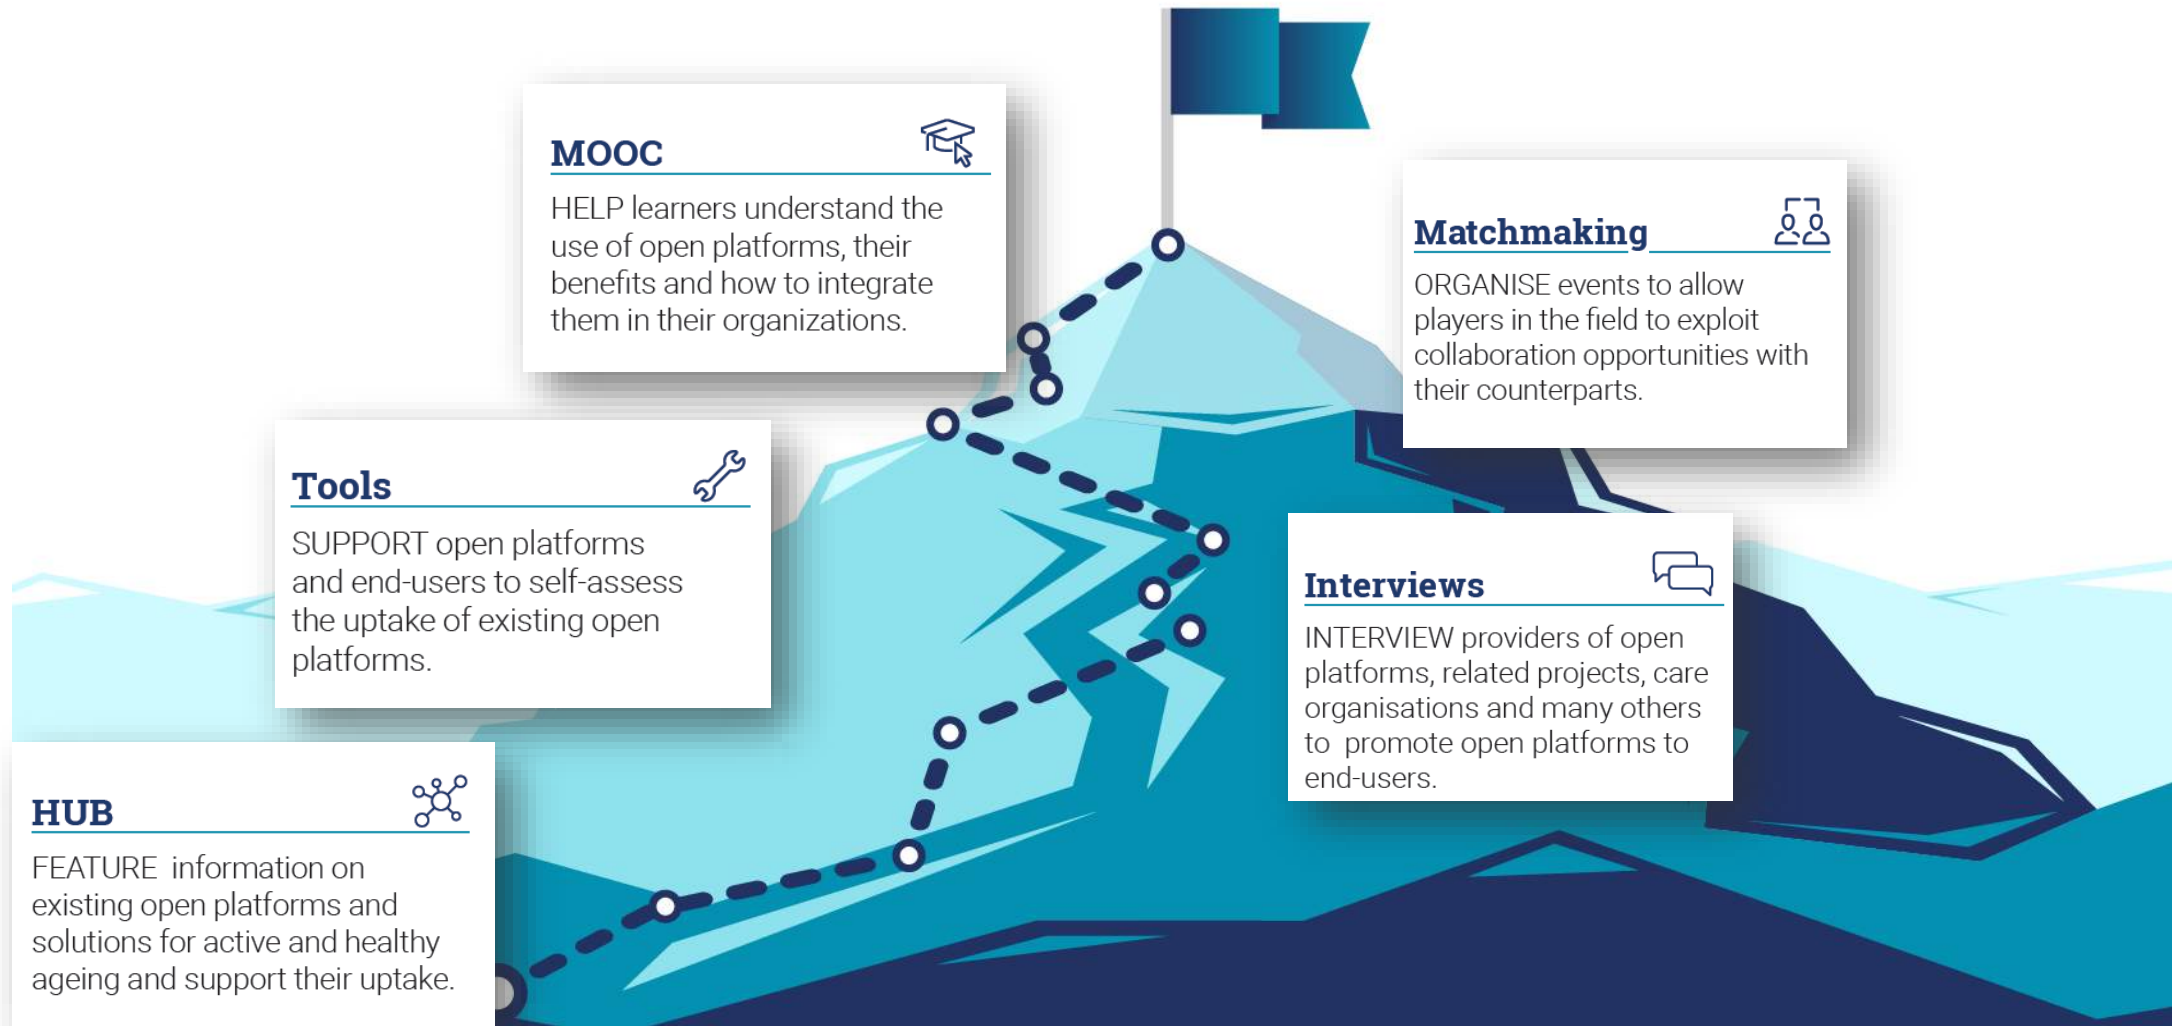 MOOC
HELP learners understand the
use of open platforms, their
benefits and how to integrate
them in their organizations.
Matchmaking
ORGANISE events to allow
players in the field to exploit
collaboration opportunities with
their counterparts.
Tools
SUPPORT open platforms
and end-users to self-assess
the uptake of existing open
platforms.
Interviews
INTERVIEW providers of open
platforms, related projects, care
organisations and many others
to promote open platforms to
end-users.
HUB
FEATURE information on
existing open platforms and
solutions for active and healthy
ageing and support their uptake.